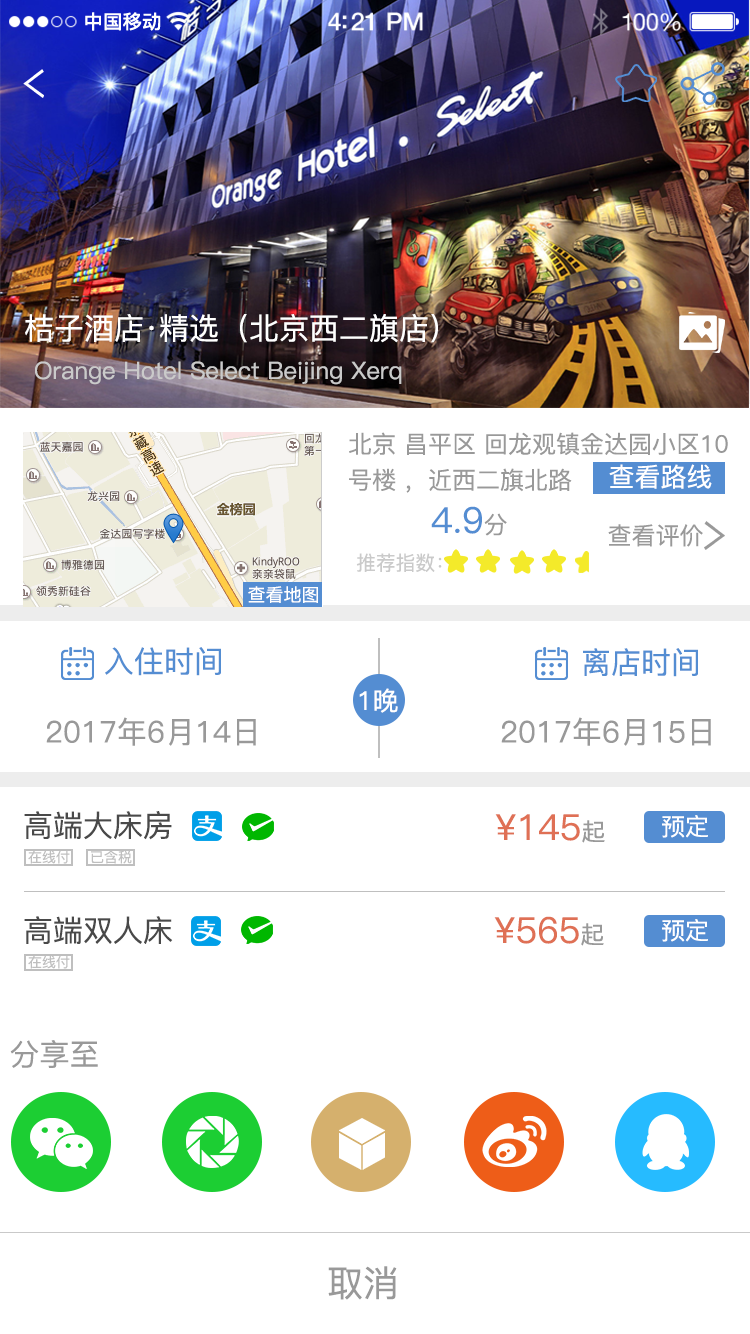 中国移动 4:21 PM 100%
Orange Hotel · Select
桔子酒店·精选（北京西二旗店）
Orange Hotel Select Beijing Xerq
蓝天嘉园
京藏高速
龙兴园
金榜园
金达园写字楼
博雅德园
KindyROO
亲亲袋鼠
领秀新硅谷
查看地图
北京 昌平区 回龙观镇金达园小区10
号楼 ，近西二旗北路 查看路线
4.9分
查看评价
推荐指数:
入住时间
离店时间
1晚
2017年6月14日
2017年6月15日
高端大床房 支 ¥145起 预定
在线付 已含税
高端双人床 支 ¥565起 预定
在线付
分享至
取消